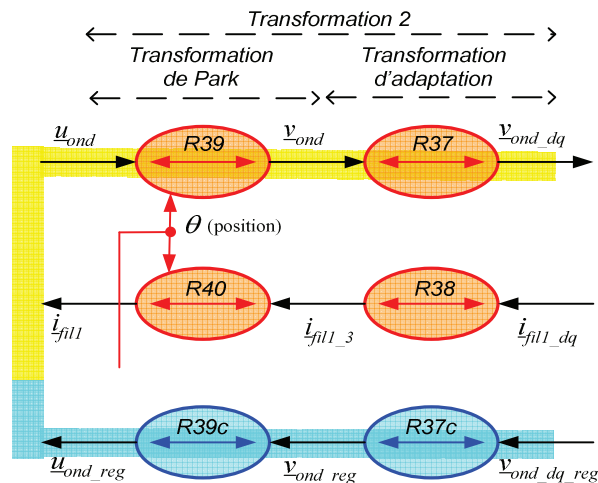 Transformation 2
Transformation de Park
Transformation d'adaptation
u_ond
R39
v_ond
R37
v_ond_dq
θ (position)
i_fil1
R40
i_fil1_3
R38
i_fil1_dq
u_ond_reg
R39c
v_ond_reg
R37c
v_ond_dq_reg